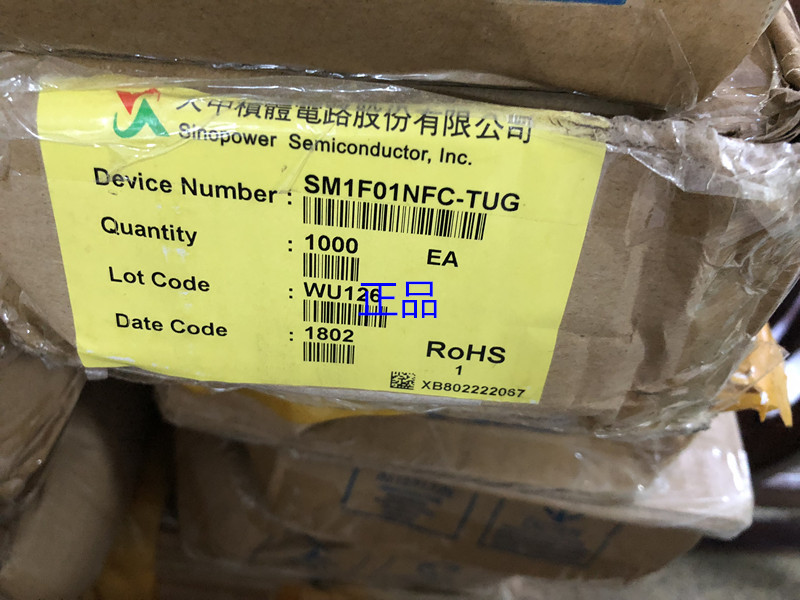 大中積體電路股份有限公司
Sinopower Semiconductor, Inc.
Device Number : SM1F01NFC-TUG
Quantity : 1000 EA
Lot Code : WU126
正品
Date Code : 1802
RoHS
1
XB802222067